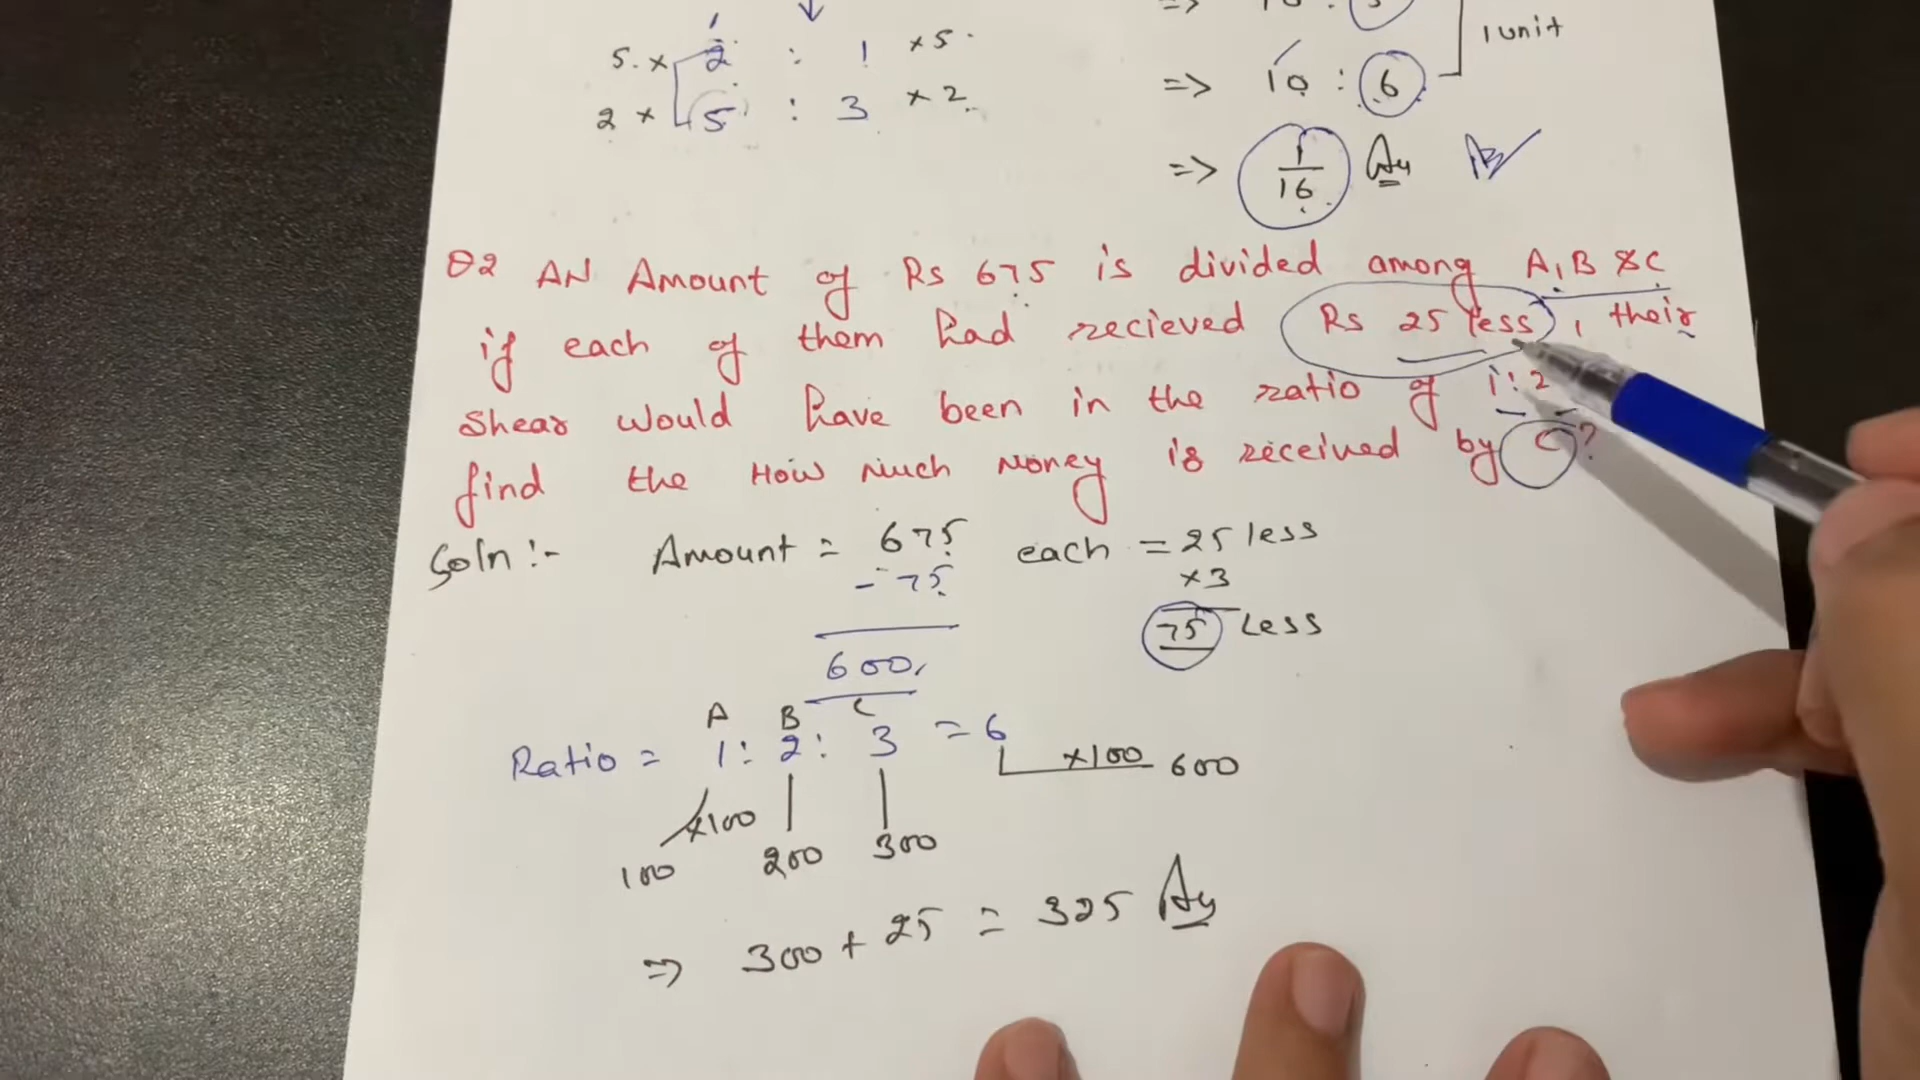 5 × 2 : 1 × 5
2 × 5 : 3 × 2
=> 10 :
1 unit
=> 10 : 6
=> 1/16
Q2 AN Amount of Rs 675 is divided among A, B & C
if each of them had recieved Rs 25 less, their
Shear would have been in the ratio of 1:2
find the How Much Money is received by C?
Soln :- Amount = 675 each = 25 less
- 75 ×3
75 Less
600
A B C
Ratio = 1: 2: 3 = 6
×100 600
×100
100 200 300
=> 300 + 25 = 325